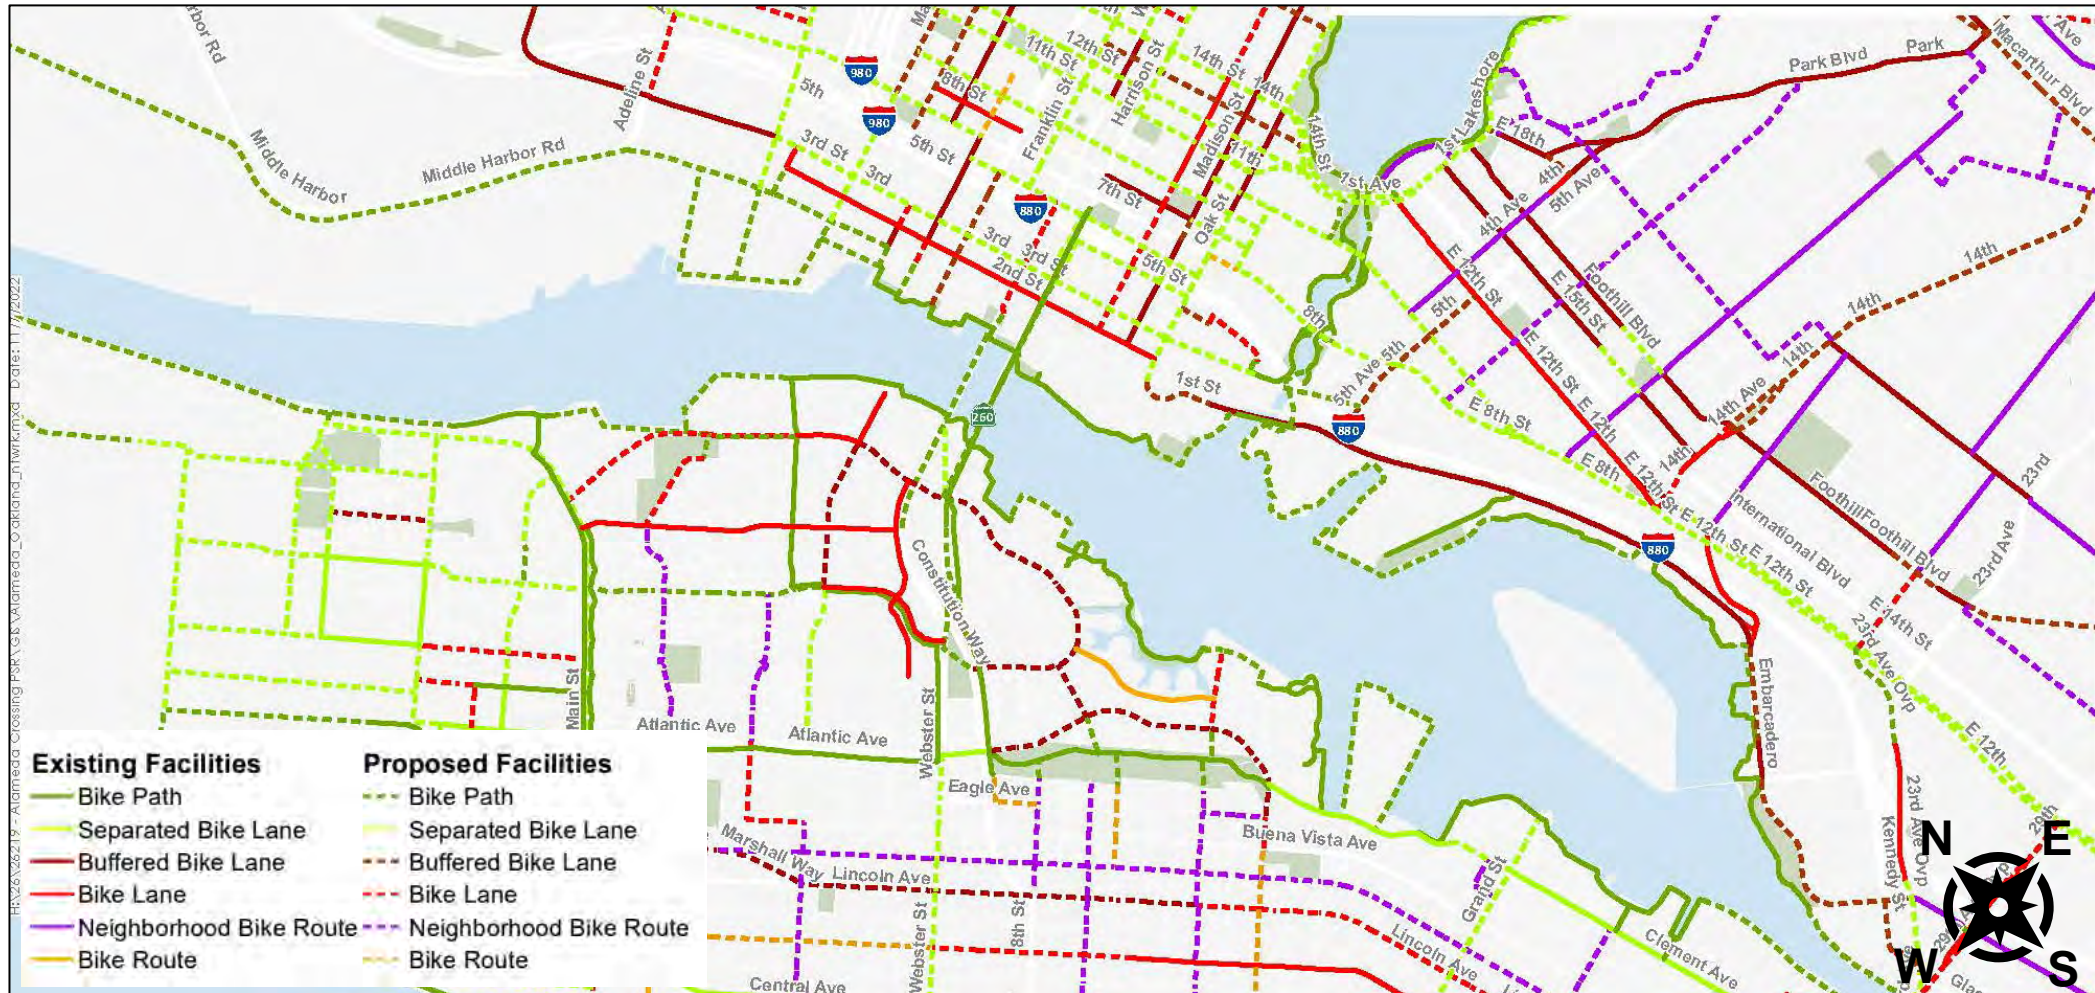 rbor Rd
Adeline St
980
980
5th
Middle Harbor
Middle Harbor Rd
3rd St
3rd
8th St
5th St
11th St
12th St
Franklin St
Harrison St
14th St
14th
Madison St
11th
7th St
Oak St
880
3rd
3rd St
2nd St
5th St
8th
14th St
1st Ave
1st
Lakeshore
E 18th
4th
4th Ave
5th Ave
Park Blvd
Park
Macarthur Blvd
Ave
E 12th St
E 15th St
Foothill Blvd
5th
5th Ave
5th
1st St
880
14th
14th
14th
14th Ave
14th
E 12th St
E 12th
E 12th St
E 8th St
E 8th
23rd
23rd Ave
Foothill
Foothill Blvd
International Blvd
E 12th St
E 12th St
E 14th St
880
23rd Ave Ovp
E 12th
Embarcadero
23rd Ave Ovp
Kennedy St
29th
260
Constitution Way
Main St
Webster St
Atlantic Ave
Atlantic Ave
Eagle Ave
Buena Vista Ave
Marshall Way
Lincoln Ave
8th St
Webster St
Central Ave
Grand St
Lincoln Ave
Clement Ave
Existing Facilities
Bike Path
Separated Bike Lane
Buffered Bike Lane
Bike Lane
Neighborhood Bike Route
Bike Route
Proposed Facilities
Bike Path
Separated Bike Lane
Buffered Bike Lane
Bike Lane
Neighborhood Bike Route
Bike Route
N
E
W
S